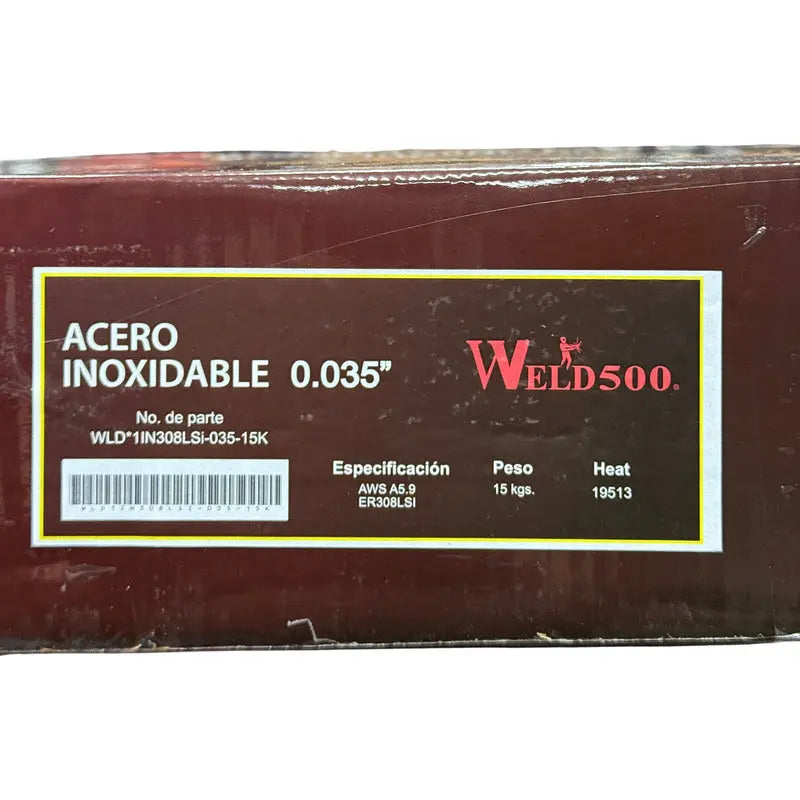 ACERO
INOXIDABLE 0.035”
WELD500®
No. de parte
WLD*1IN308LSi-035-15K
Especificación
AWS A5.9
ER308LSI
Peso
15 kgs.
Heat
19513